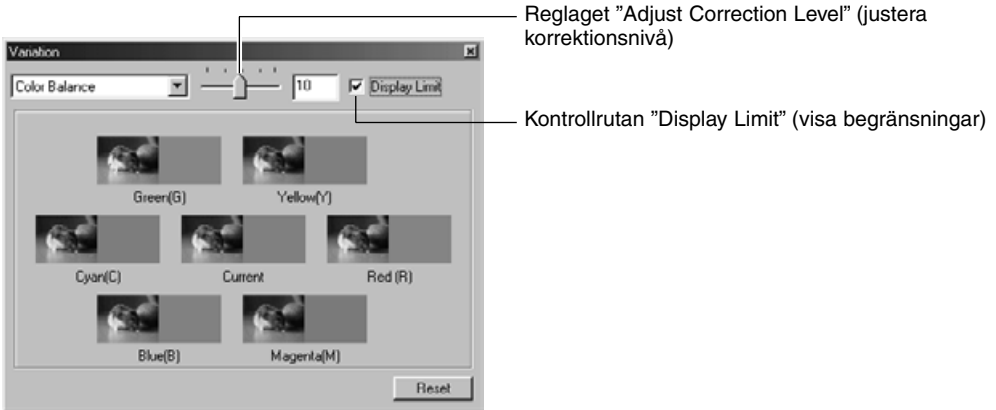 Reglaget ”Adjust Correction Level” (justera
korrektionsnivå)
Variation
Color Balance
10
Display Limit
Kontrollrutan ”Display Limit” (visa begränsningar)
Green(G)
Yellow(Y)
Cyan(C)
Current
Red (R)
Blue(B)
Magenta(M)
Reset